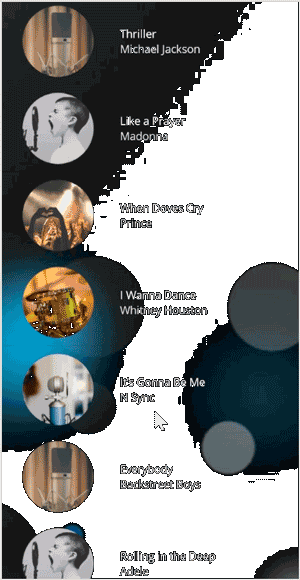 Thriller
Michael Jackson
Like a Prayer
Madonna
When Doves Cry
Prince
I Wanna Dance
Whitney Houston
It's Gonna Be Me
N Sync
Everybody
Backstreet Boys
Rolling in the Deep
Adele